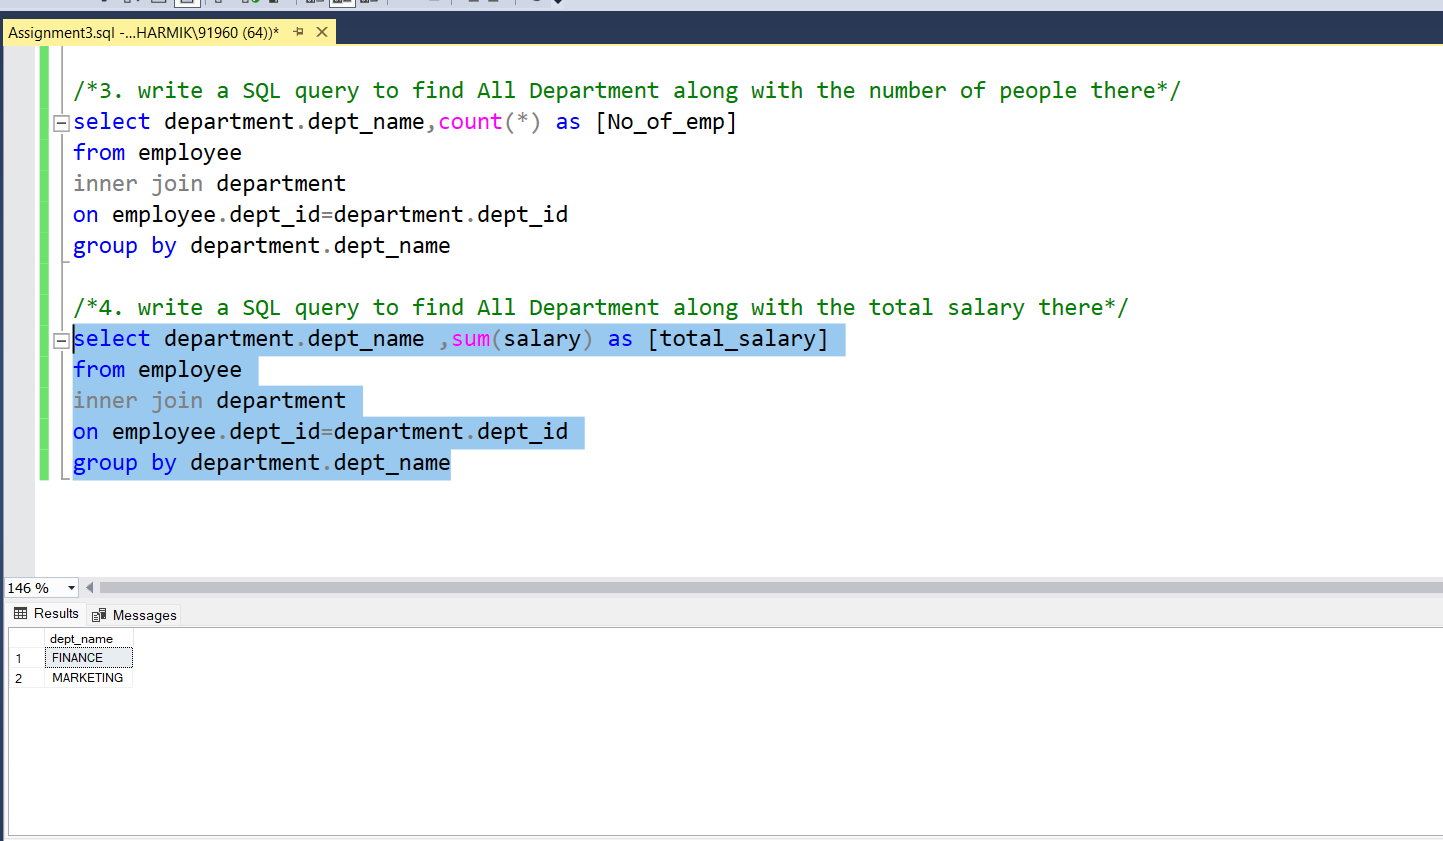 Assignment3.sql -...HARMIK\91960 (64))*
/*3. write a SQL query to find All Department along with the number of people there*/
select department.dept_name,count(*) as [No_of_emp]
from employee
inner join department
on employee.dept_id=department.dept_id
group by department.dept_name
/*4. write a SQL query to find All Department along with the total salary there*/
select department.dept_name ,sum(salary) as [total_salary]
from employee
inner join department
on employee.dept_id=department.dept_id
group by department.dept_name
146 %
Results Messages
dept_name
1 FINANCE
2 MARKETING